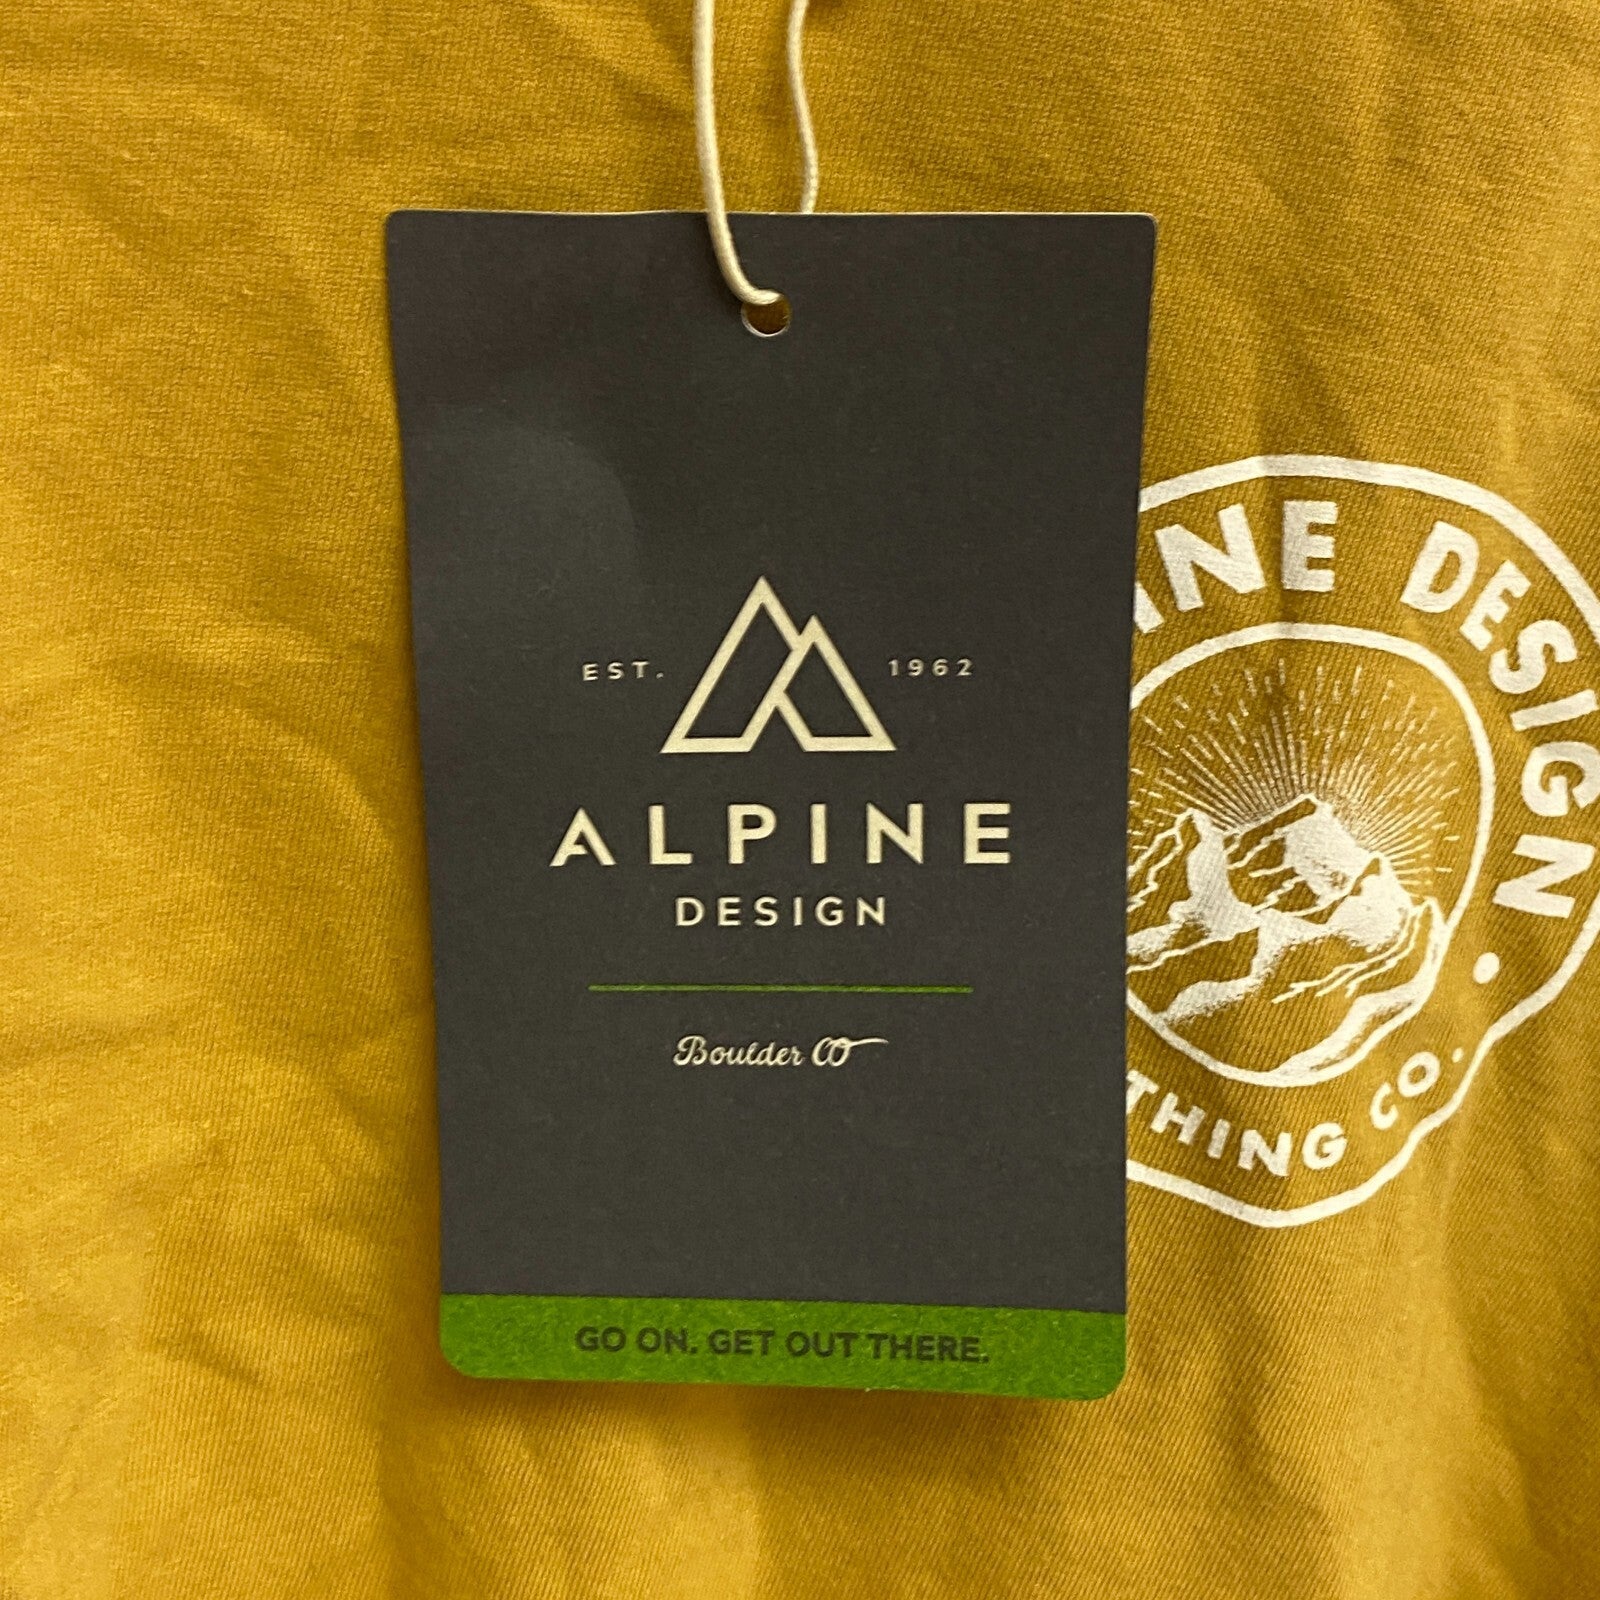 EST. 1962
ALPINE
DESIGN
Boulder CO
GO ON. GET OUT THERE.
INE DESIGN
THING CO.